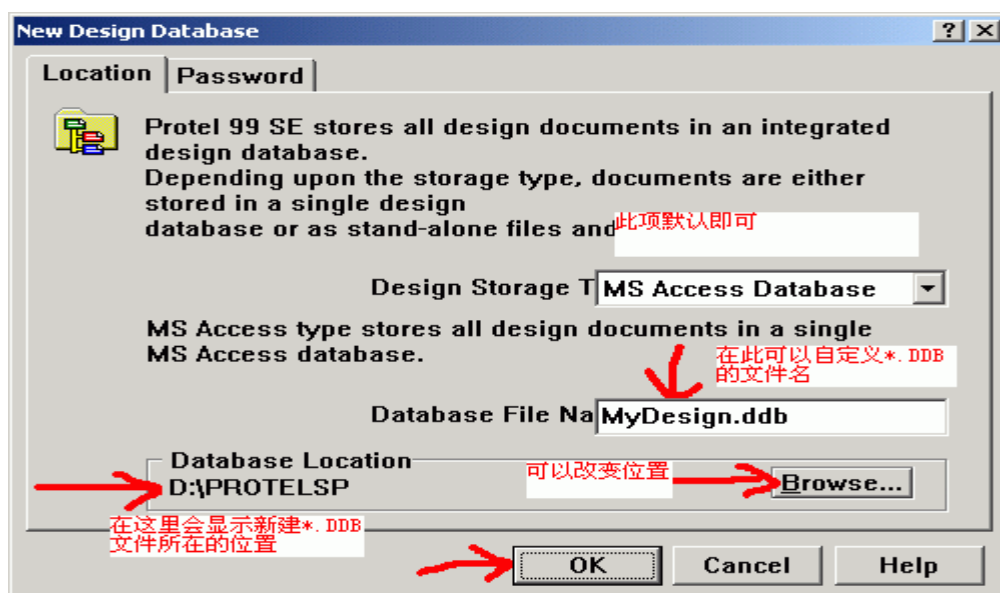 New Design Database
Location
Password
Protel 99 SE stores all design documents in an integrated
design database.
Depending upon the storage type, documents are either
stored in a single design
database or as stand-alone files and
此项默认即可
Design Storage T
MS Access Database
MS Access type stores all design documents in a single
MS Access database.
在此可以自定义*.DDB
的文件名
Database File Na
MyDesign.ddb
Database Location
D:\PROTELSP
可以改变位置
Browse...
在这里会显示新建*.DDB
文件所在的位置
OK
Cancel
Help